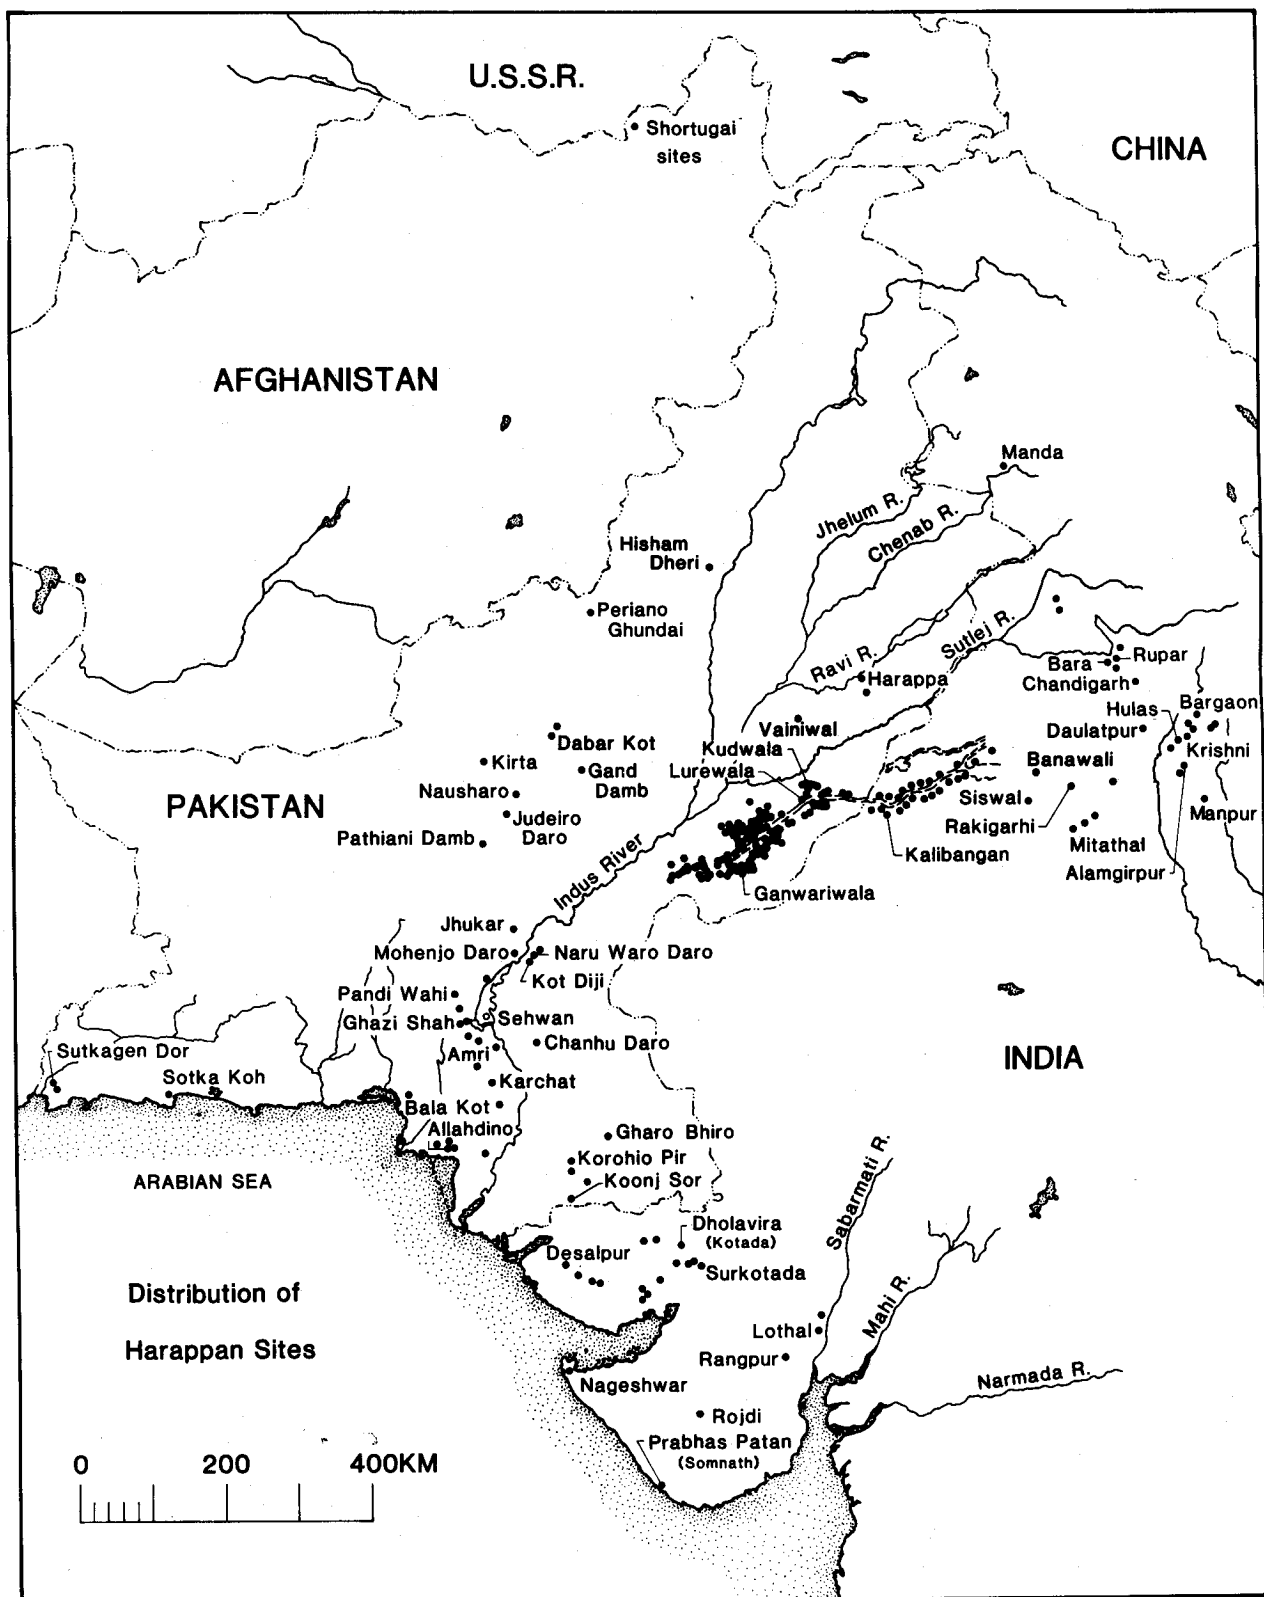 U.S.S.R.
Shortugai
sites
CHINA
AFGHANISTAN
Manda
Jhelum R.
Chenab R.
Hisham
Dheri
Periano
Ghundai
Sutlej R.
Ravi R.
Harappa
Bara
Rupar
Chandigarh
Hulas
Bargaon
Vainiwal
Daulatpur
Dabar Kot
Kudwala
Krishni
Kirta
Lurewala
Banawali
Gand
Damb
Nausharo
PAKISTAN
Siswal
Judeiro
Daro
Manpur
Rakigarhi
Pathiani Damb
Mitathal
Kalibangan
Indus River
Alamgirpur
Ganwariwala
Jhukar
Mohenjo Daro
Naru Waro Daro
Kot Diji
Pandi Wahi
Sehwan
Ghazi Shah
Chanhu Daro
Sutkagen Dor
Amri
INDIA
Sotka Koh
Karchat
Bala Kot
Allahdino
Gharo Bhiro
Korohio Pir
ARABIAN SEA
Koonj Sor
Sabarmati R.
Dholavira
(Kotada)
Desalpur
Surkotada
Distribution of
Harappan Sites
Mahi R.
Lothal
Rangpur
Nageshwar
Narmada R.
Rojdi
Prabhas Patan
(Somnath)
0 200 400KM